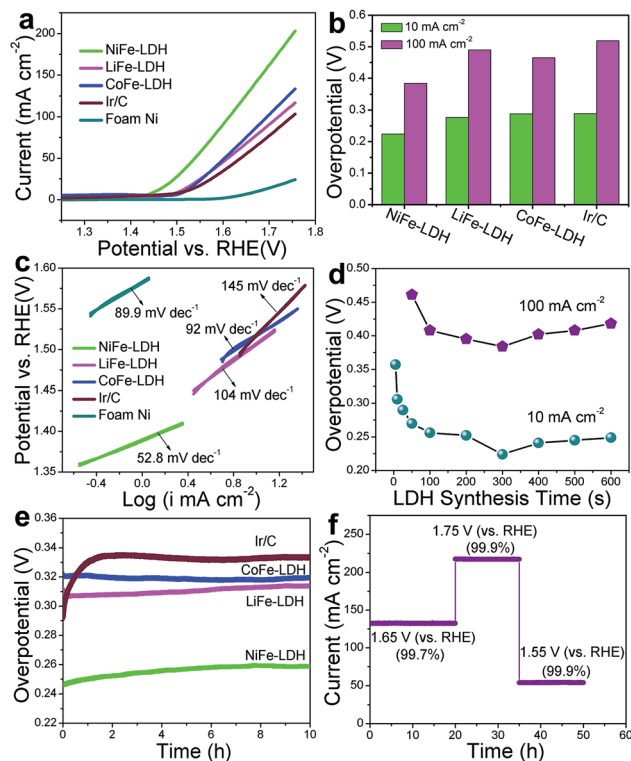 a
Current (mA cm-2)
200
150
100
50
0
NiFe-LDH
LiFe-LDH
CoFe-LDH
Ir/C
Foam Ni
1.3 1.4 1.5 1.6 1.7 1.8
Potential vs. RHE(V)
b
Overpotential (V)
0.6
0.5
0.4
0.3
0.2
0.1
0.0
10 mA cm-2
100 mA cm-2
NiFe-LDH LiFe-LDH CoFe-LDH Ir/C
c
Potential vs. RHE(V)
1.60
1.55
1.50
1.45
1.40
1.35
145 mV dec-1
89.9 mV dec-1
92 mV dec-1
104 mV dec-1
52.8 mV dec-1
NiFe-LDH
LiFe-LDH
CoFe-LDH
Ir/C
Foam Ni
-0.4 0.0 0.4 0.8 1.2 1.6
Log (i mA cm-2)
d
Overpotential (V)
0.50
0.45
0.40
0.35
0.30
0.25
0.20
100 mA cm-2
10 mA cm-2
0 100 200 300 400 500 600
LDH Synthesis Time (s)
e
Overpotential (V)
0.36
0.34
0.32
0.30
0.28
0.26
0.24
0.22
Ir/C
CoFe-LDH
LiFe-LDH
NiFe-LDH
0 2 4 6 8 10
Time (h)
f
Current (mA cm-2)
250
200
150
100
50
0
1.75 V (vs. RHE)
(99.9%)
1.65 V (vs. RHE)
(99.7%)
1.55 V (vs. RHE)
(99.9%)
0 10 20 30 40 50 60
Time (h)